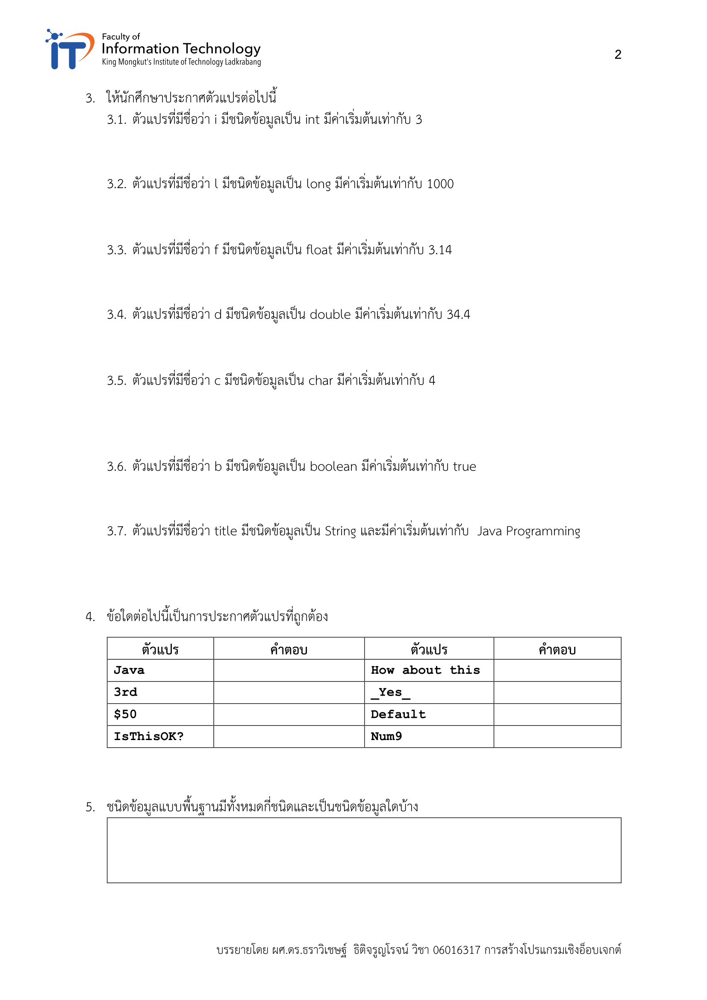 Faculty of
Information Technology
King Mongkut's Institute of Technology Ladkrabang
2
3. ให้นักศึกษาประกาศตัวแปรต่อไปนี้
3.1. ตัวแปรที่มีชื่อว่า i มีชนิดข้อมูลเป็น int มีค่าเริ่มต้นเท่ากับ 3
3.2. ตัวแปรที่มีชื่อว่า l มีชนิดข้อมูลเป็น long มีค่าเริ่มต้นเท่ากับ 1000
3.3. ตัวแปรที่มีชื่อว่า f มีชนิดข้อมูลเป็น float มีค่าเริ่มต้นเท่ากับ 3.14
3.4. ตัวแปรที่มีชื่อว่า d มีชนิดข้อมูลเป็น double มีค่าเริ่มต้นเท่ากับ 34.4
3.5. ตัวแปรที่มีชื่อว่า c มีชนิดข้อมูลเป็น char มีค่าเริ่มต้นเท่ากับ 4
3.6. ตัวแปรที่มีชื่อว่า b มีชนิดข้อมูลเป็น boolean มีค่าเริ่มต้นเท่ากับ true
3.7. ตัวแปรที่มีชื่อว่า title มีชนิดข้อมูลเป็น String และมีค่าเริ่มต้นเท่ากับ Java Programming
4. ข้อใดต่อไปนี้เป็นการประกาศตัวแปรที่ถูกต้อง
ตัวแปร คำตอบ ตัวแปร คำตอบ
Java How about this
3rd _Yes_
$50 Default
IsThisOK? Num9
5. ชนิดข้อมูลแบบพื้นฐานมีทั้งหมดกี่ชนิดและเป็นชนิดข้อมูลใดบ้าง
บรรยายโดย ผศ.ดร.ธราวิเชษฐ์ ธิติจรูญโรจน์ วิชา 06016317 การสร้างโปรแกรมเชิงอ็อบเจกต์